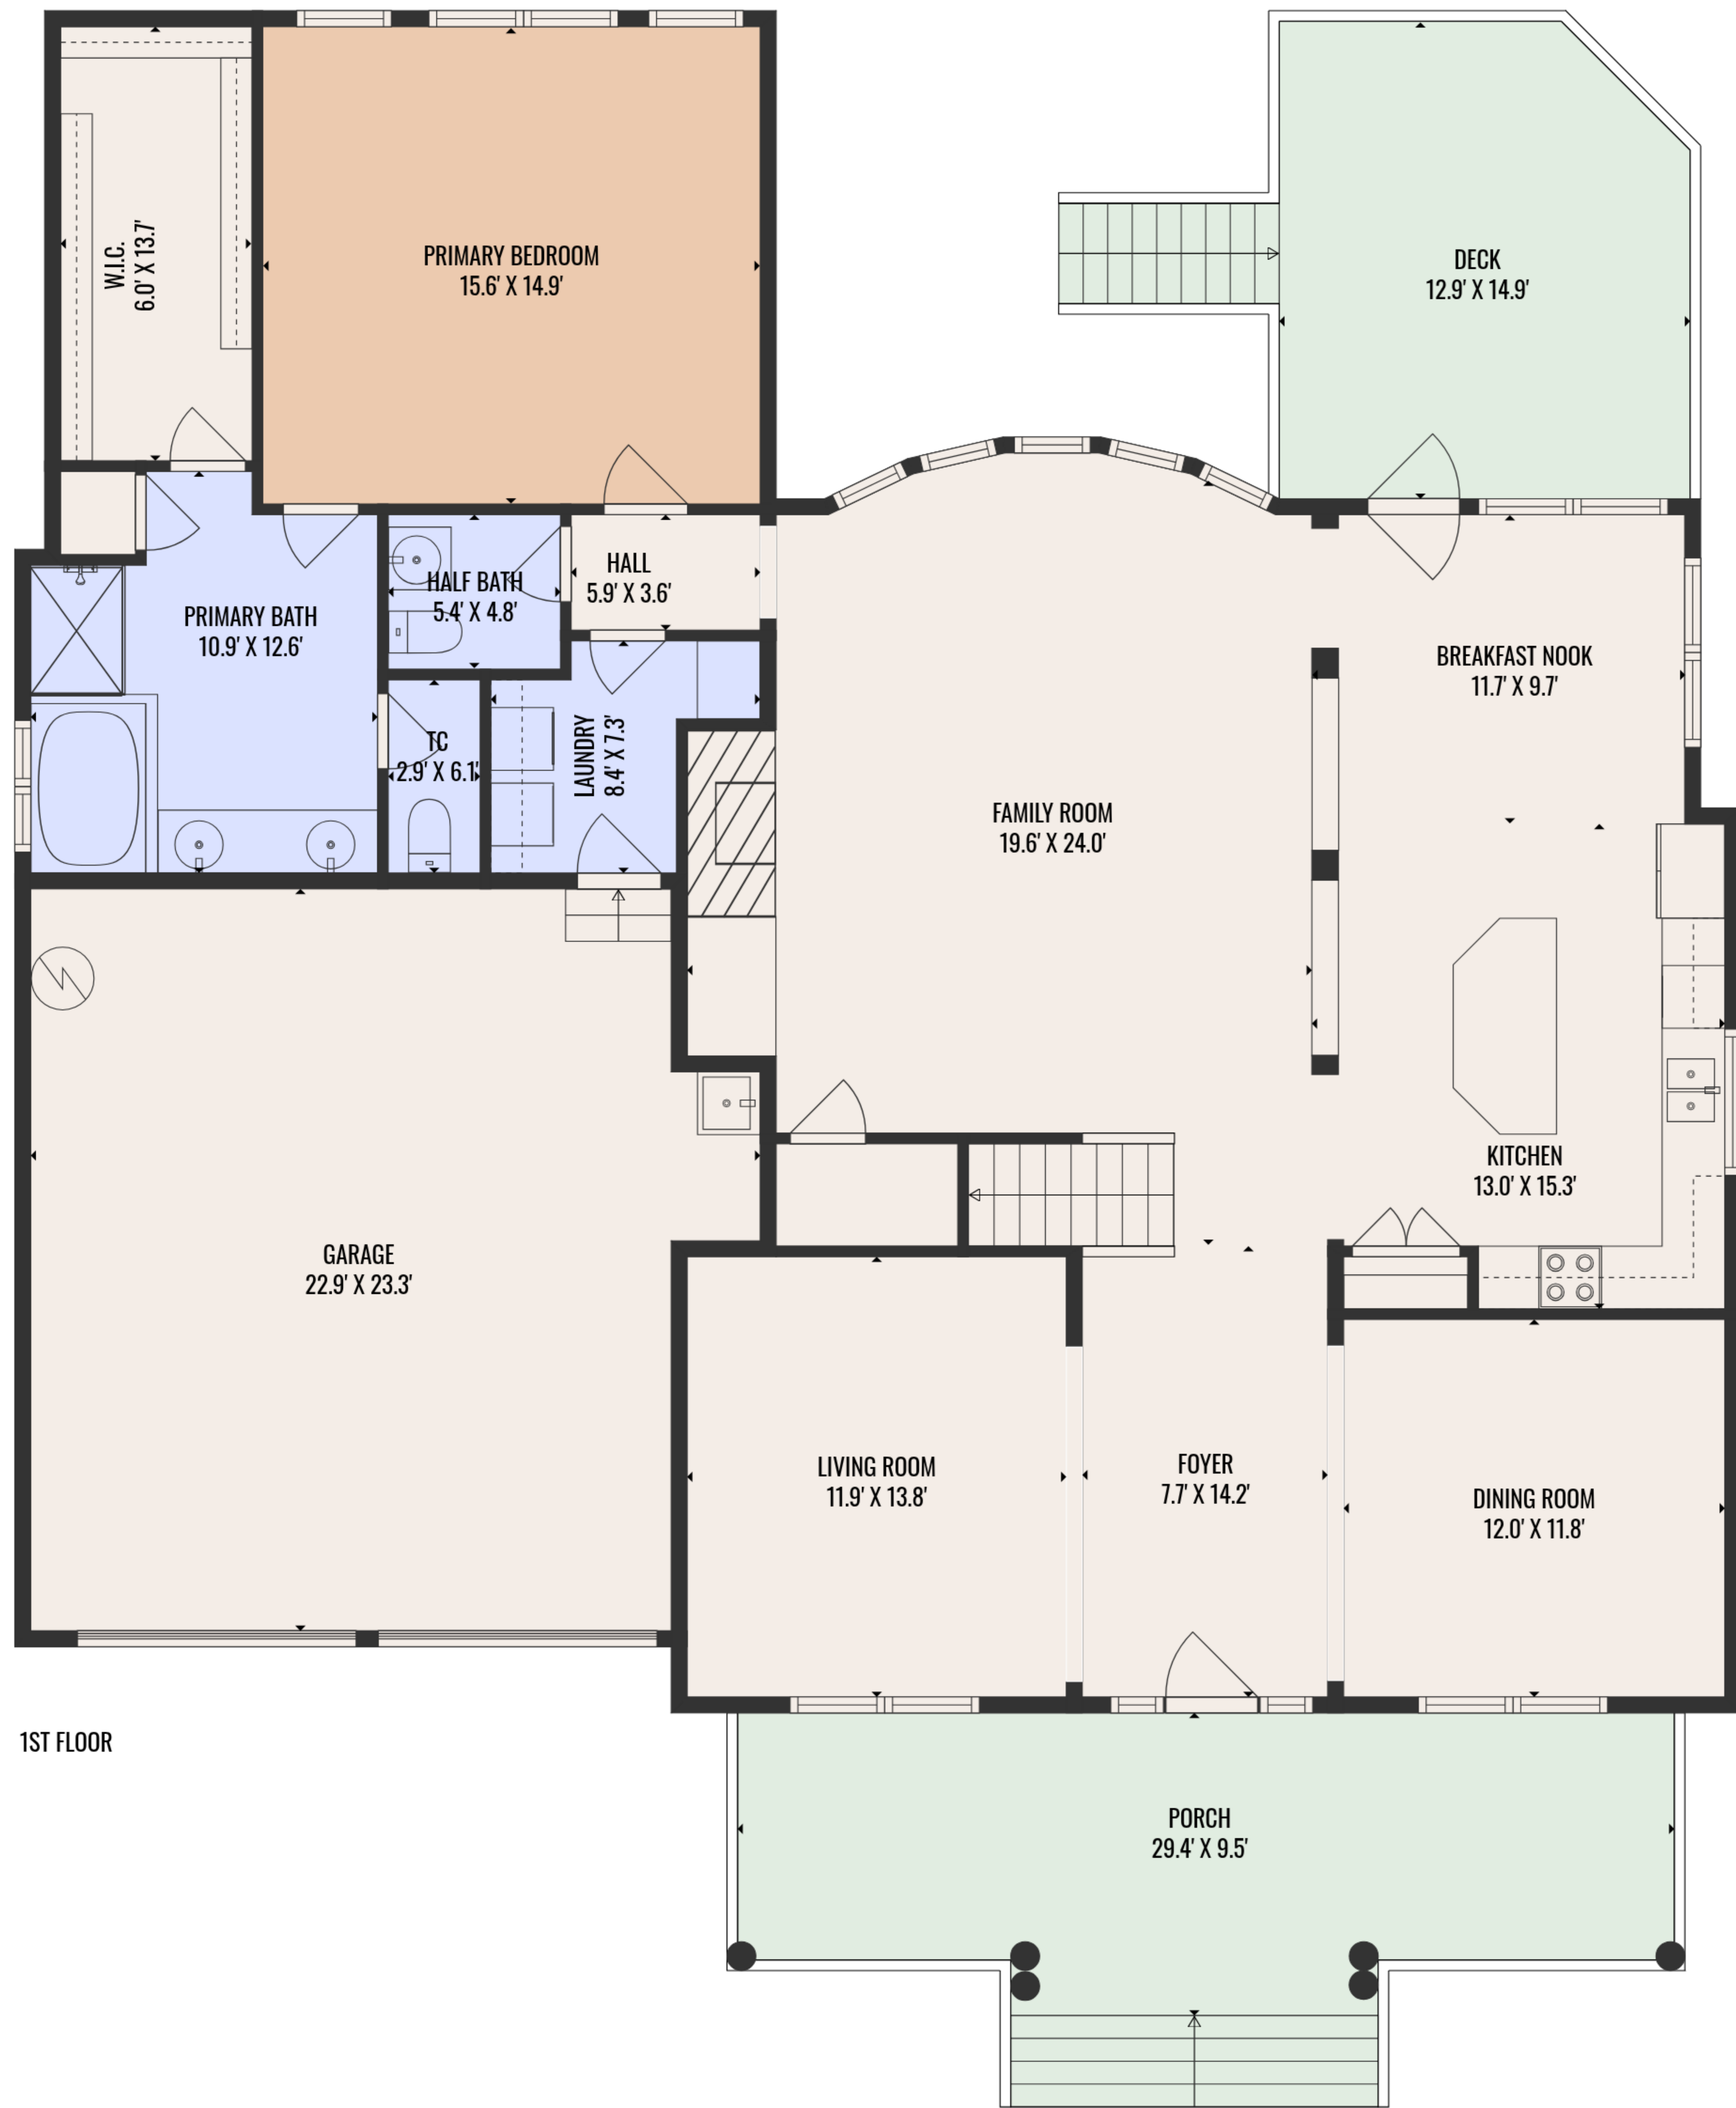 PRIMARY BEDROOM
15.6' X 14.9'
W.I.C.
6.0' X 13.7'
DECK
12.9' X 14.9'
HALL
5.9' X 3.6'
HALF BATH
5.4' X 4.8'
PRIMARY BATH
10.9' X 12.6'
BREAKFAST NOOK
11.7' X 9.7'
TC
2.9' X 6.1'
LAUNDRY
8.4' X 7.3'
FAMILY ROOM
19.6' X 24.0'
KITCHEN
13.0' X 15.3'
GARAGE
22.9' X 23.3'
LIVING ROOM
11.9' X 13.8'
FOYER
7.7' X 14.2'
DINING ROOM
12.0' X 11.8'
1ST FLOOR
PORCH
29.4' X 9.5'